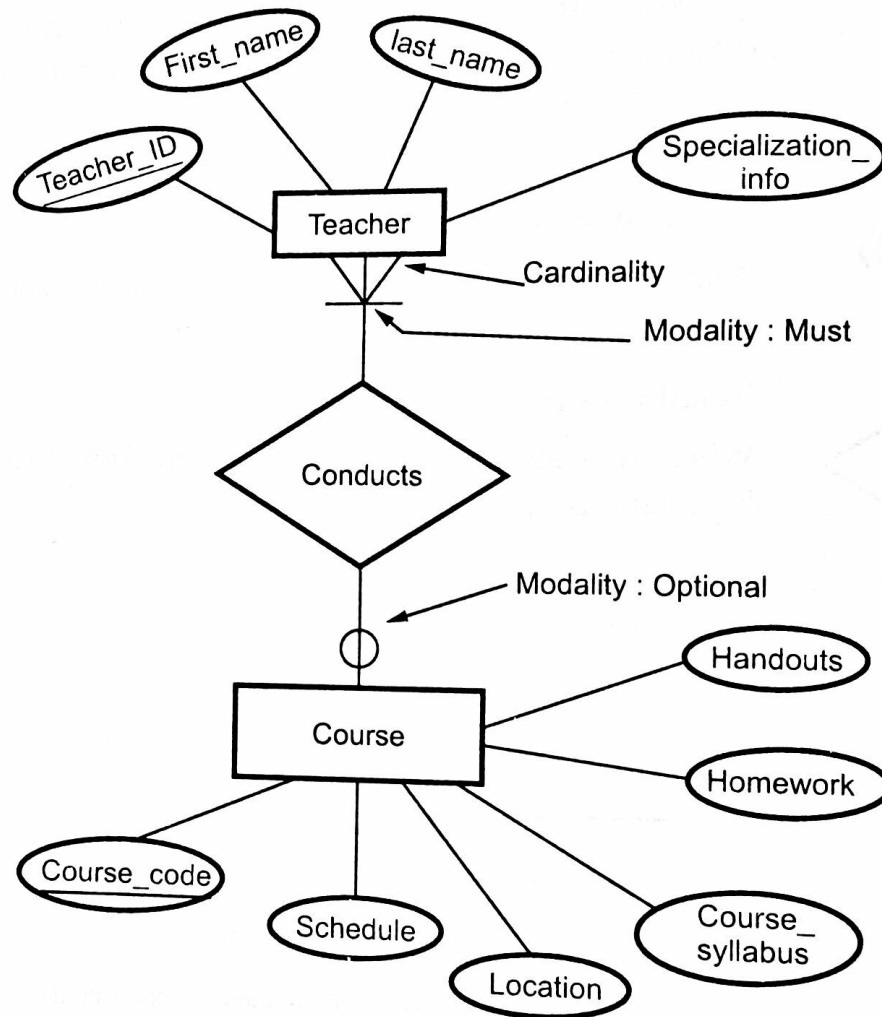 First_name
last_name
Teacher_ID
Specialization_
info
Teacher
Cardinality
Modality : Must
Conducts
Modality : Optional
Handouts
Course
Homework
Course_code
Schedule
Course_
syllabus
Location